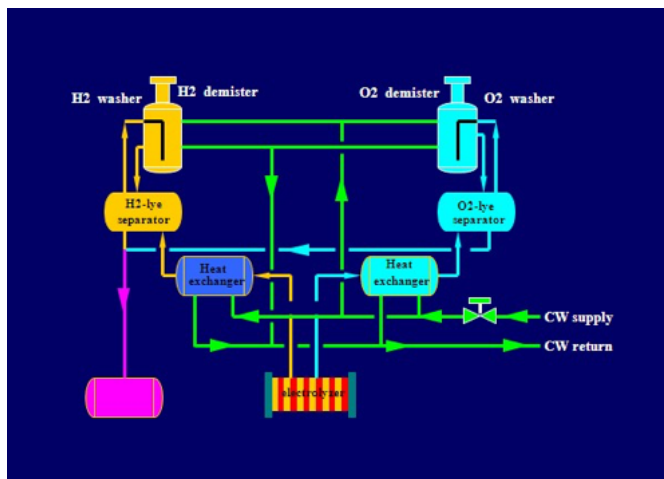 H2 demister
H2 washer
O2 demister
O2 washer
H2-lye
separator
O2-lye
separator
Heat
exchanger
Heat
exchanger
CW supply
CW return
electrolyzer